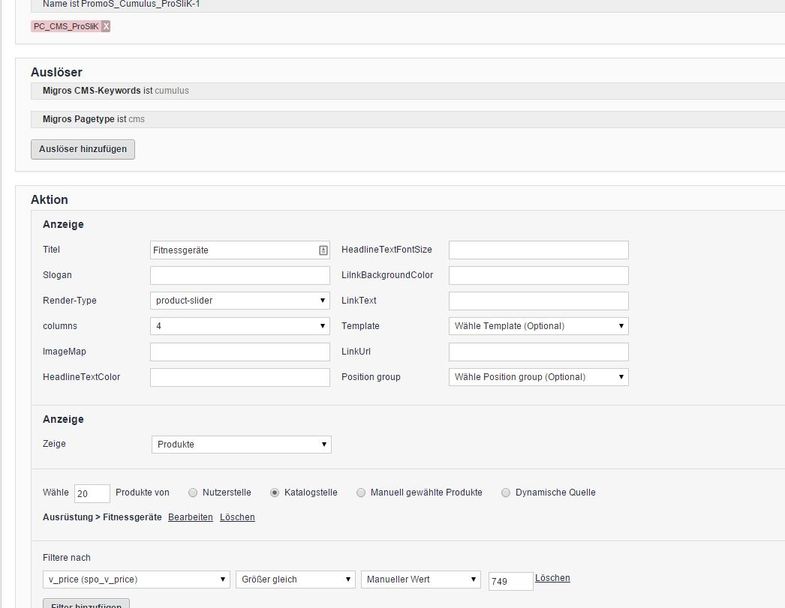 Name ist PromoS_Cumulus_ProSliK-1
PC_CMS_ProSliK X
Auslöser
Migros CMS-Keywords ist cumulus
Migros Pagetype ist cms
Auslöser hinzufügen
Aktion
Anzeige
Titel Fitnessgeräte HeadlineTextFontSize
Slogan LiInkBackgroundColor
Render-Type product-slider LinkText
columns 4 Template Wähle Template (Optional)
ImageMap LinkUrl
HeadlineTextColor Position group Wähle Position group (Optional)
Anzeige
Zeige Produkte
Wähle 20 Produkte von Nutzerstelle Katalogstelle Manuell gewählte Produkte Dynamische Quelle
Ausrüstung > Fitnessgeräte Bearbeiten Löschen
Filtere nach
v_price (spo_v_price) Größer gleich Manueller Wert 749 Löschen
Filter hinzufügen